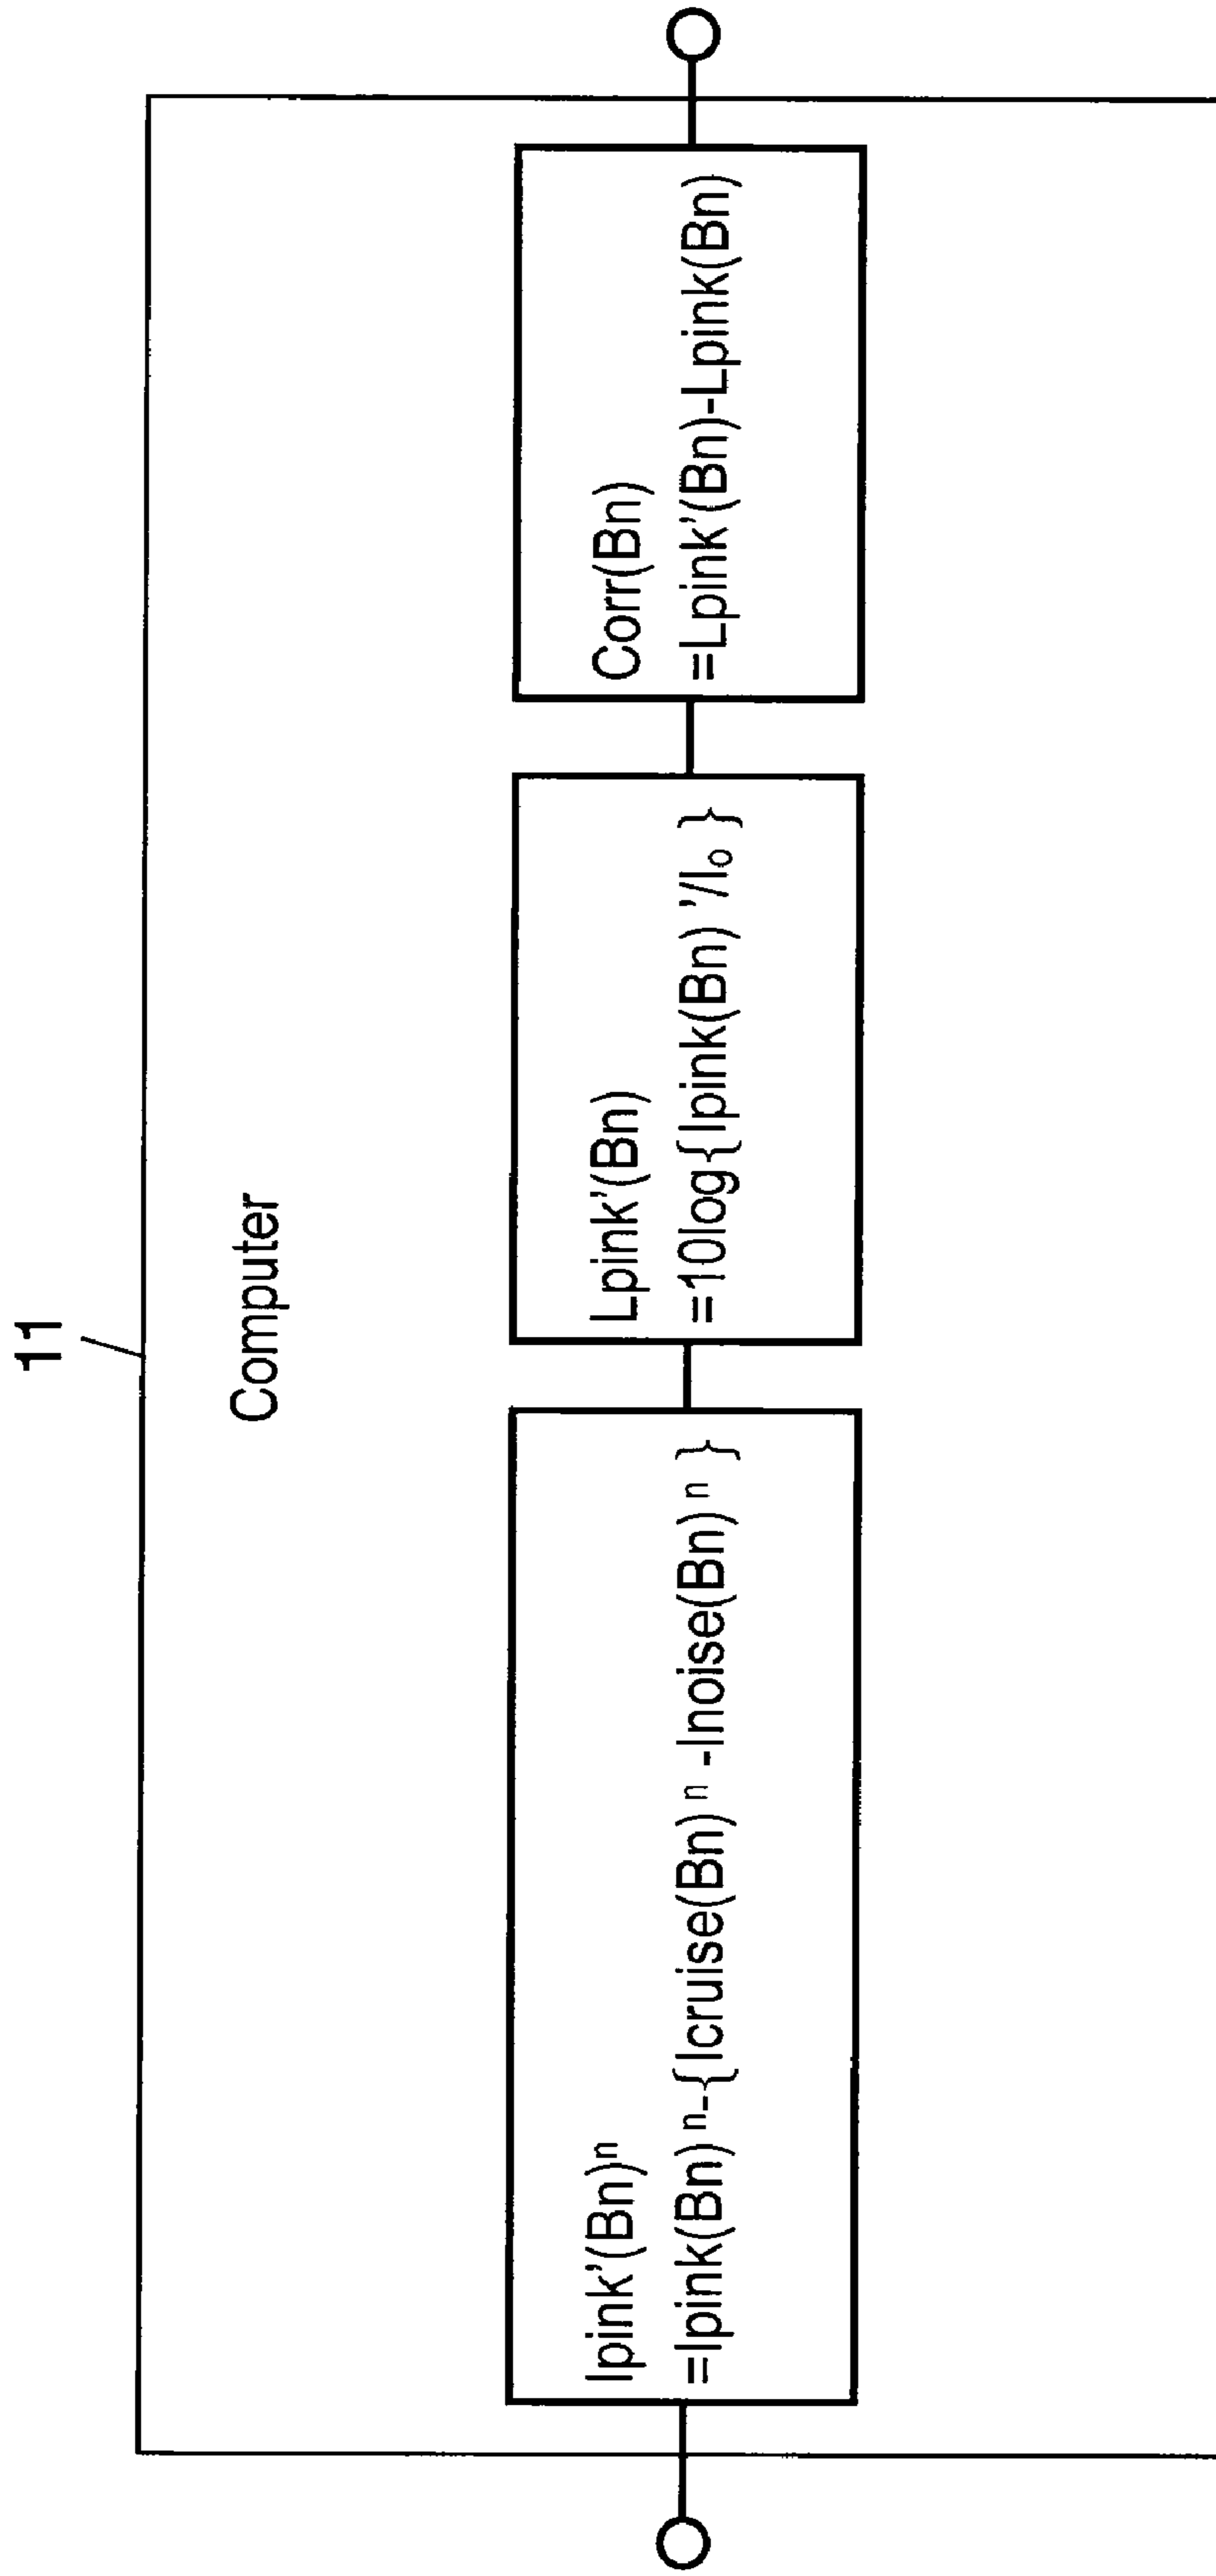 11
Computer
Ipink'(Bn)ⁿ
=Ipink(Bn)ⁿ-{Icruise(Bn)ⁿ-Inoise(Bn)ⁿ}
Lpink'(Bn)
=10log{Ipink(Bn)'/I₀}
Corr(Bn)
=Lpink'(Bn)-Lpink(Bn)